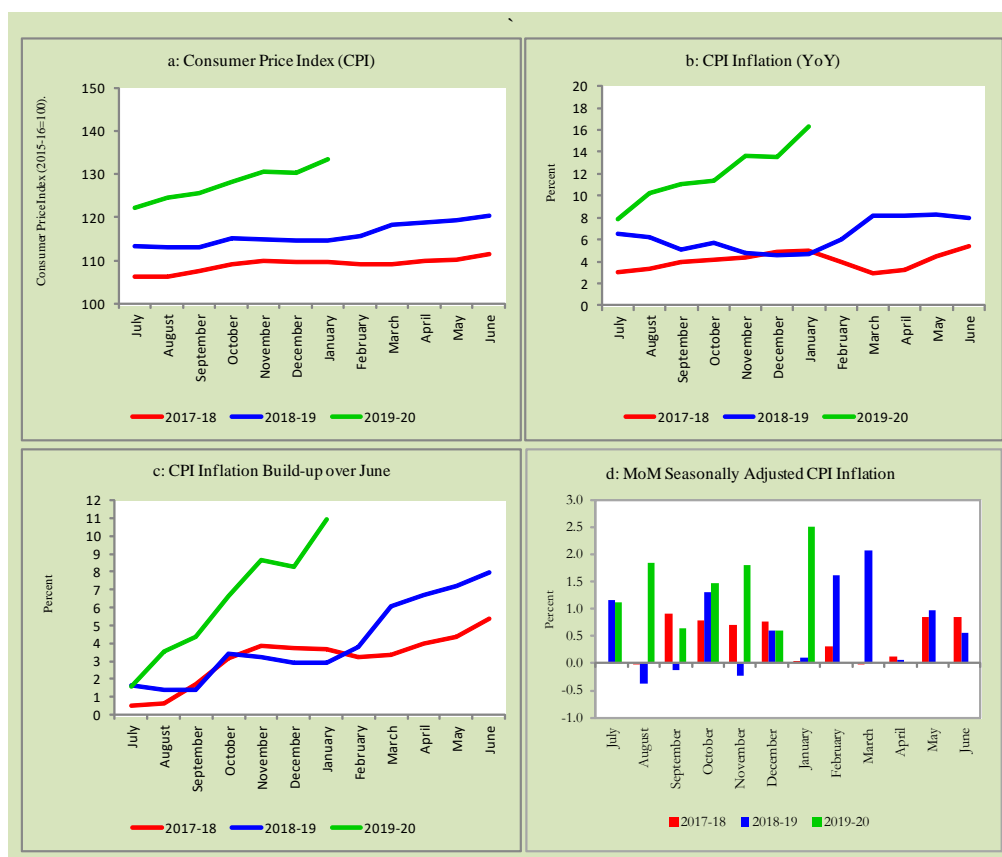 `
a: Consumer Price Index (CPI)
Consumer Price Index (2015-16=100).
150
140
130
120
110
100
July
August
September
October
November
December
January
February
March
April
May
June
2017-18 2018-19 2019-20
b: CPI Inflation (YoY)
Percent
20
18
16
14
12
10
8
6
4
2
0
July
August
September
October
November
December
January
February
March
April
May
June
2017-18 2018-19 2019-20
c: CPI Inflation Build-up over June
Percent
12
11
10
9
8
7
6
5
4
3
2
1
0
July
August
September
October
November
December
January
February
March
April
May
June
2017-18 2018-19 2019-20
d: MoM Seasonally Adjusted CPI Inflation
Percent
3.0
2.5
2.0
1.5
1.0
0.5
0.0
-0.5
-1.0
July
August
September
October
November
December
January
February
March
April
May
June
2017-18 2018-19 2019-20